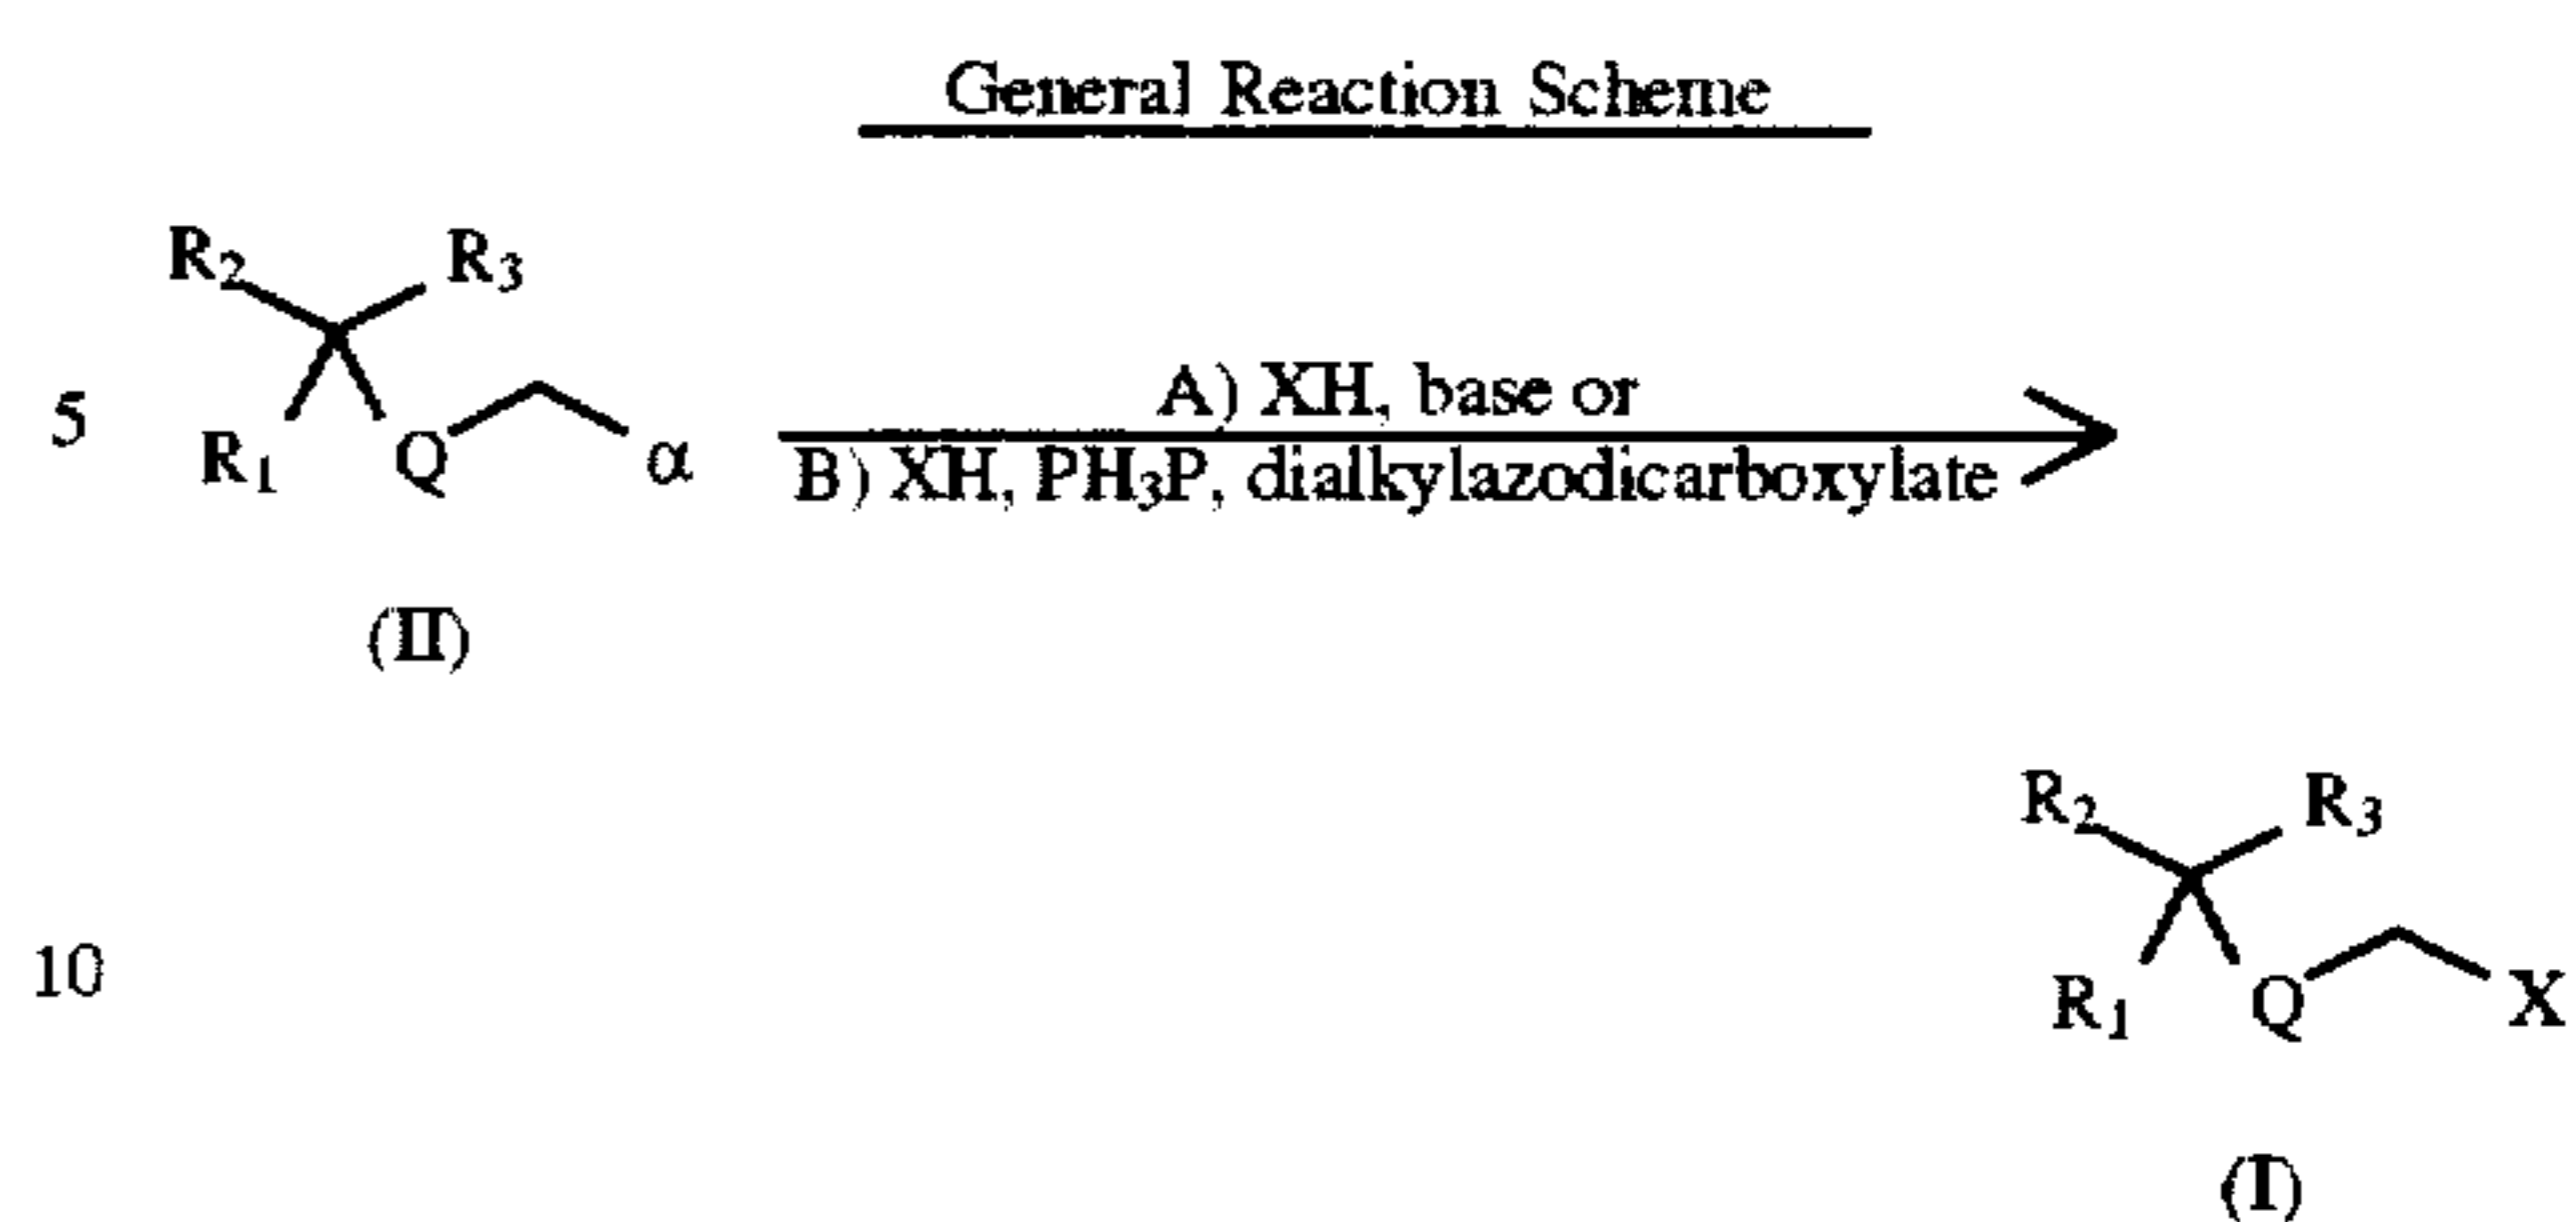 General Reaction Scheme
R2 R3
5 R1 Q α
A) XH, base or
B) XH, PH3P, dialkylazodicarboxylate
(II)
R2 R3
10 R1 Q X
(I)